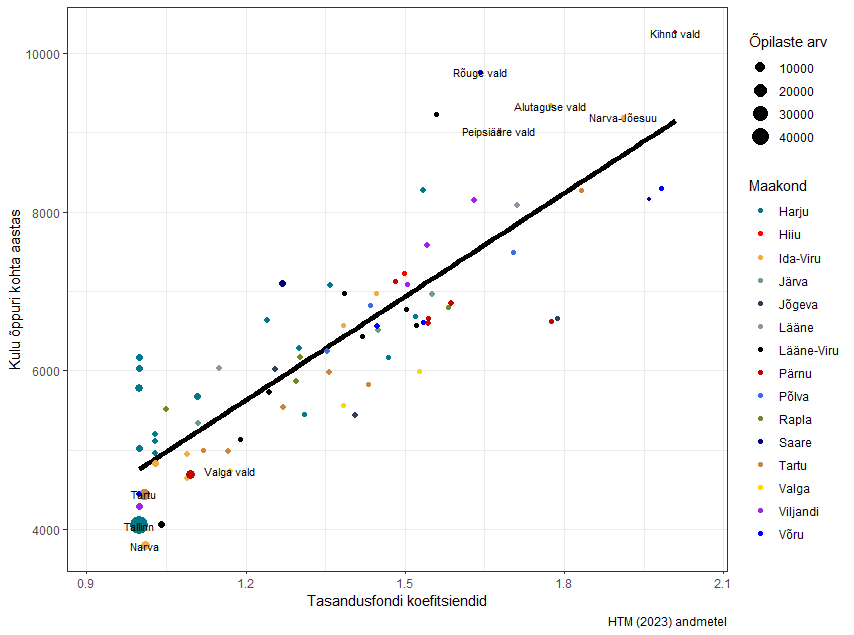 Kulu õppuri kohta aastas
10000
8000
6000
4000
Kihnu vald
Rõuge vald
Alutaguse vald
Narva-Jõesuu
Peipsiääre vald
Valga vald
Tartu
Tallinn
Narva
0.9
1.2
1.5
1.8
2.1
Tasandusfondi koefitsiendid
HTM (2023) andmetel
Õpilaste arv
10000
20000
30000
40000
Maakond
Harju
Hiiu
Ida-Viru
Järva
Jõgeva
Lääne
Lääne-Viru
Pärnu
Põlva
Rapla
Saare
Tartu
Valga
Viljandi
Võru